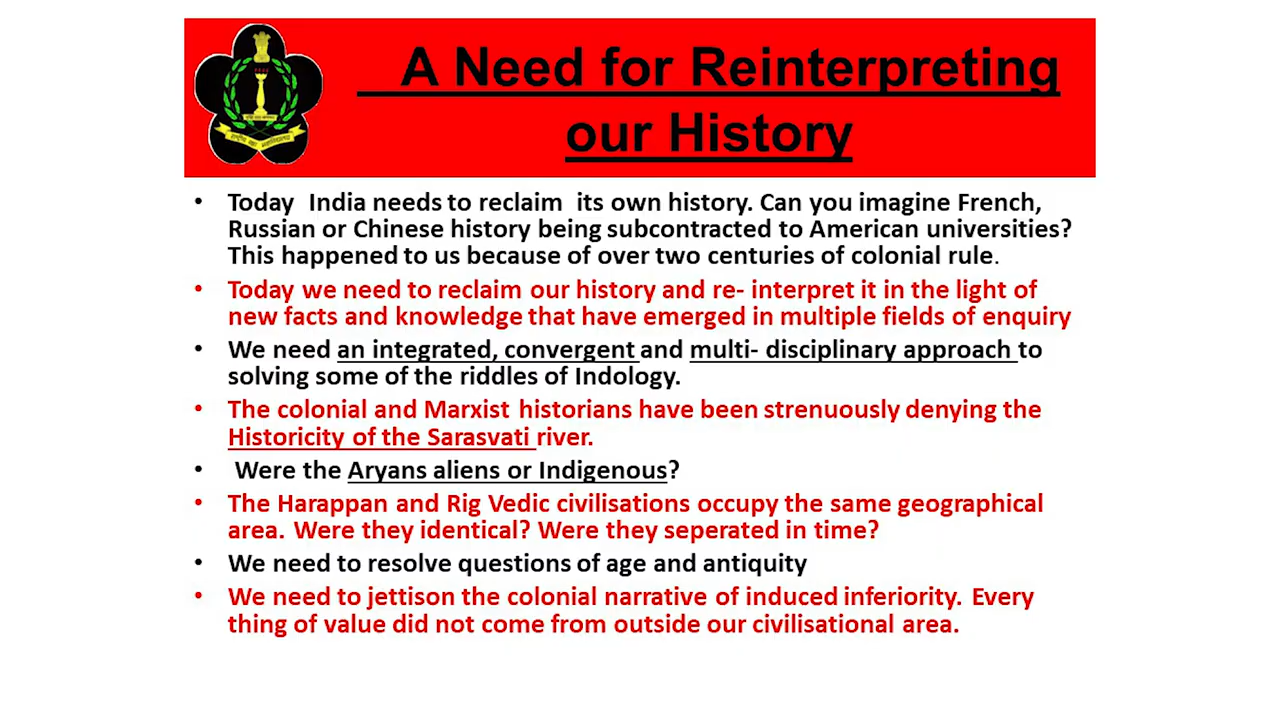 A Need for Reinterpreting
our History
• Today India needs to reclaim its own history. Can you imagine French,
Russian or Chinese history being subcontracted to American universities?
This happened to us because of over two centuries of colonial rule.
• Today we need to reclaim our history and re- interpret it in the light of
new facts and knowledge that have emerged in multiple fields of enquiry
• We need an integrated, convergent and multi- disciplinary approach to
solving some of the riddles of Indology.
• The colonial and Marxist historians have been strenuously denying the
Historicity of the Sarasvati river.
• Were the Aryans aliens or Indigenous?
• The Harappan and Rig Vedic civilisations occupy the same geographical
area. Were they identical? Were they seperated in time?
• We need to resolve questions of age and antiquity
• We need to jettison the colonial narrative of induced inferiority. Every
thing of value did not come from outside our civilisational area.